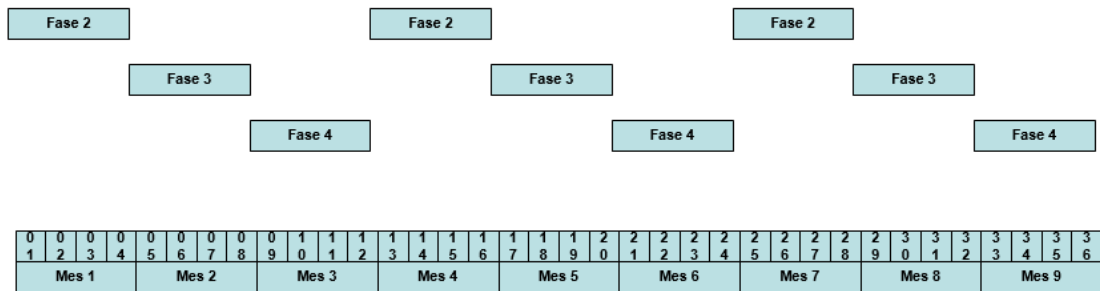 Fase 2 Fase 2 Fase 2
Fase 3 Fase 3 Fase 3
Fase 4 Fase 4 Fase 4
01 02 03 04 05 06 07 08 09 10 11 12 13 14 15 16 17 18 19 20 21 22 23 24 25 26 27 28 29 30 31 32 33 34 35 36
Mes 1 Mes 2 Mes 3 Mes 4 Mes 5 Mes 6 Mes 7 Mes 8 Mes 9